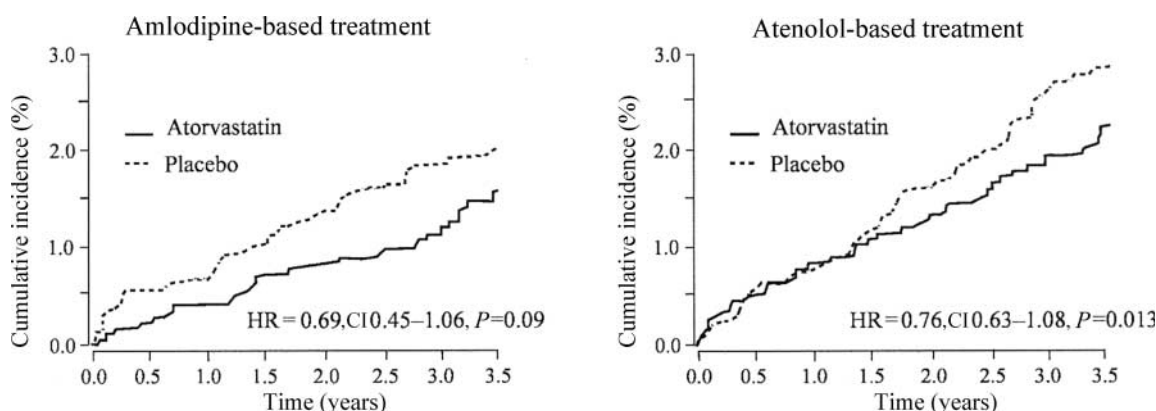 Amlodipine-based treatment
Cumulative incidence (%)
3.0
2.0
1.0
0.0
Atorvastatin
Placebo
HR = 0.69,CI 0.45–1.06, P=0.09
0.0 0.5 1.0 1.5 2.0 2.5 3.0 3.5
Time (years)
Atenolol-based treatment
Cumulative incidence (%)
3.0
2.0
1.0
0.0
Atorvastatin
Placebo
HR = 0.76,CI 0.63–1.08, P=0.013
0.0 0.5 1.0 1.5 2.0 2.5 3.0 3.5
Time (years)